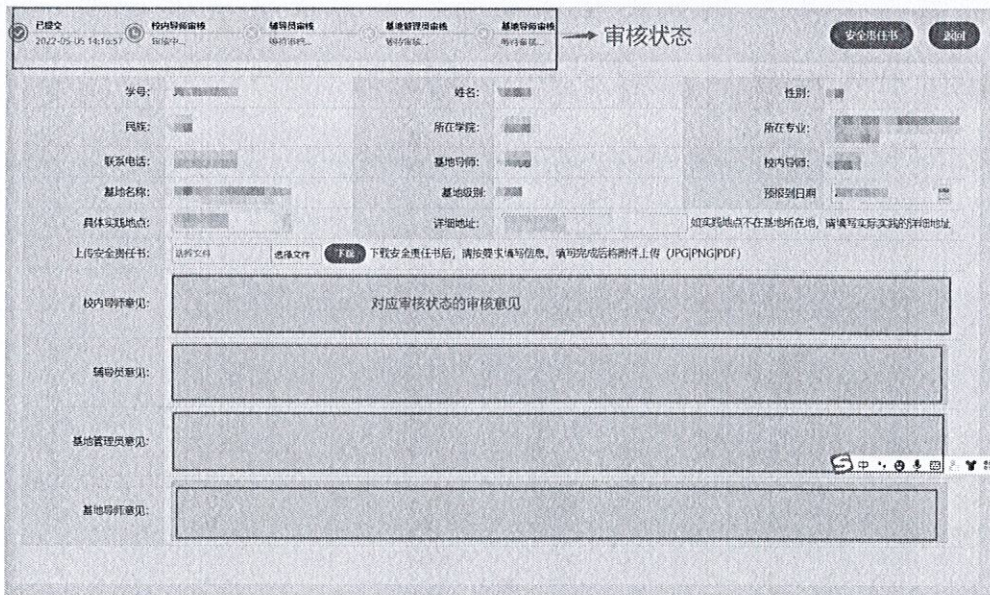 已提交 校内导师审核 辅导员审核 基地管理员审核 基地导师审核
2022-05-05 14:16:57 审核中... 等待审核... 等待审核... 等待审核...
审核状态
安全责任书 返回
学号: 姓名: 性别:
民族: 所在学院: 所在专业:
联系电话: 基地导师: 校内导师:
基地名称: 基地级别: 预报到日期
具体实践地点: 详细地址: 如实践地点不在基地所在地，请填写实际实践的详细地址
上传安全责任书: 选择文件 选择文件 下载 下载安全责任书后，请按要求填写信息，填写完成后将附件上传 (JPG|PNG|PDF)
校内导师意见: 对应审核状态的审核意见
辅导员意见:
基地管理员意见:
中
基地导师意见: